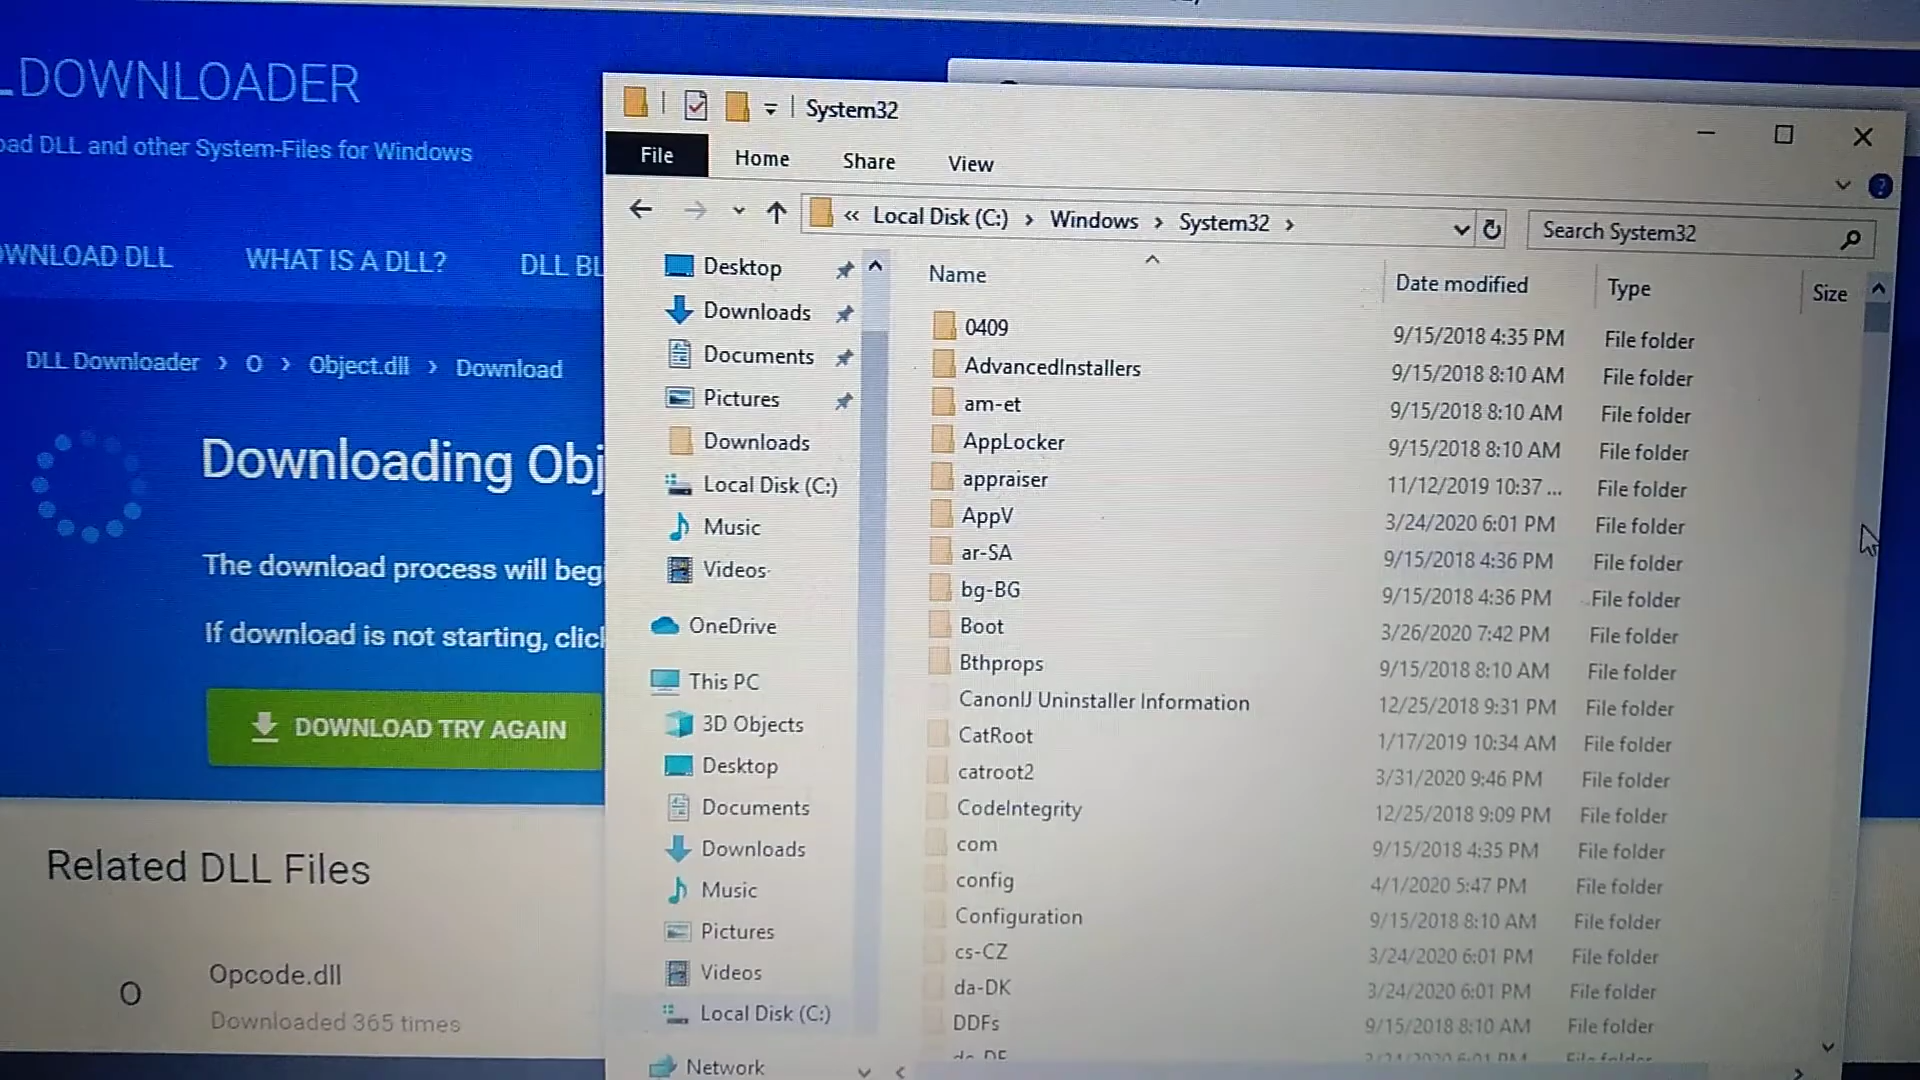 DOWNLOADER
DLL and other System-Files for Windows
DLL
WHAT IS A DLL?
DLL
DLL Downloader > O > Object.dll > Download
Downloading Obj
The download process will
If download is not starting,
DOWNLOAD TRY AGAIN
Related DLL Files
O
Opcode.dll
Downloaded 365 times
System32
File
Home
Share
View
« Local Disk (C:) > Windows > System32 >
Search System32
Desktop
Downloads
Documents
Pictures
Downloads
Local Disk (C:)
Music
Videos
OneDrive
This PC
3D Objects
Desktop
Documents
Downloads
Music
Pictures
Videos
Local Disk (C:)
Network
Name Date modified Type Size
0409 9/15/2018 4:35 PM File folder
AdvancedInstallers 9/15/2018 8:10 AM File folder
am-et 9/15/2018 8:10 AM File folder
AppLocker 9/15/2018 8:10 AM File folder
appraiser 11/12/2019 10:37 ... File folder
AppV 3/24/2020 6:01 PM File folder
ar-SA 9/15/2018 4:36 PM File folder
bg-BG 9/15/2018 4:36 PM File folder
Boot 3/26/2020 7:42 PM File folder
Bthprops 9/15/2018 8:10 AM File folder
CanonIJ Uninstaller Information 12/25/2018 9:31 PM File folder
CatRoot 1/17/2019 10:34 AM File folder
catroot2 3/31/2020 9:46 PM File folder
CodeIntegrity 12/25/2018 9:09 PM File folder
com 9/15/2018 4:35 PM File folder
config 4/1/2020 5:47 PM File folder
Configuration 9/15/2018 8:10 AM File folder
cs-CZ 3/24/2020 6:01 PM File folder
da-DK 3/24/2020 6:01 PM File folder
DDFs 9/15/2018 8:10 AM File folder